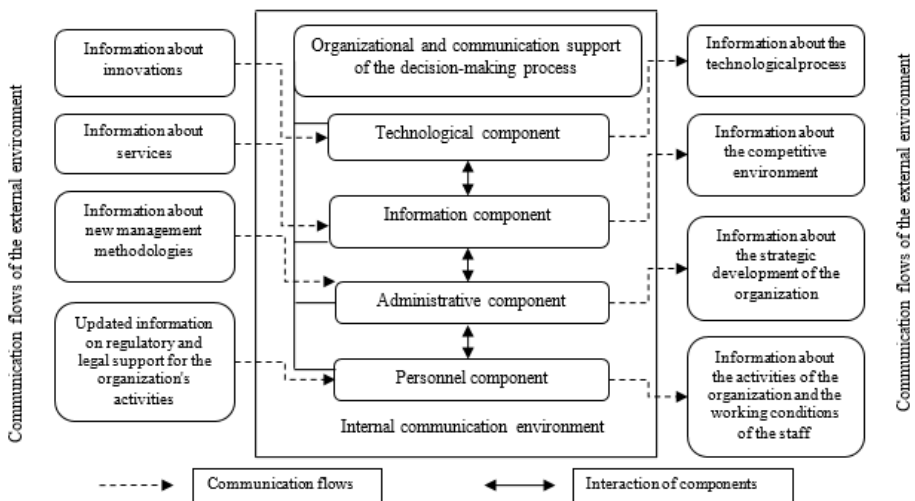 Communication flows of the external environment
Information about
innovations
Information about
services
Information about
new management
methodologies
Updated information
on regulatory and
legal support for the
organization's
activities
Organizational and communication support
of the decision-making process
Technological component
Information component
Administrative component
Personnel component
Internal communication environment
Information about the
technological process
Information about
the competitive
environment
Information about
the strategic
development of the
organization
Information about
the activities of the
organization and the
working conditions
of the staff
Communication flows of the external environment
Communication flows
Interaction of components